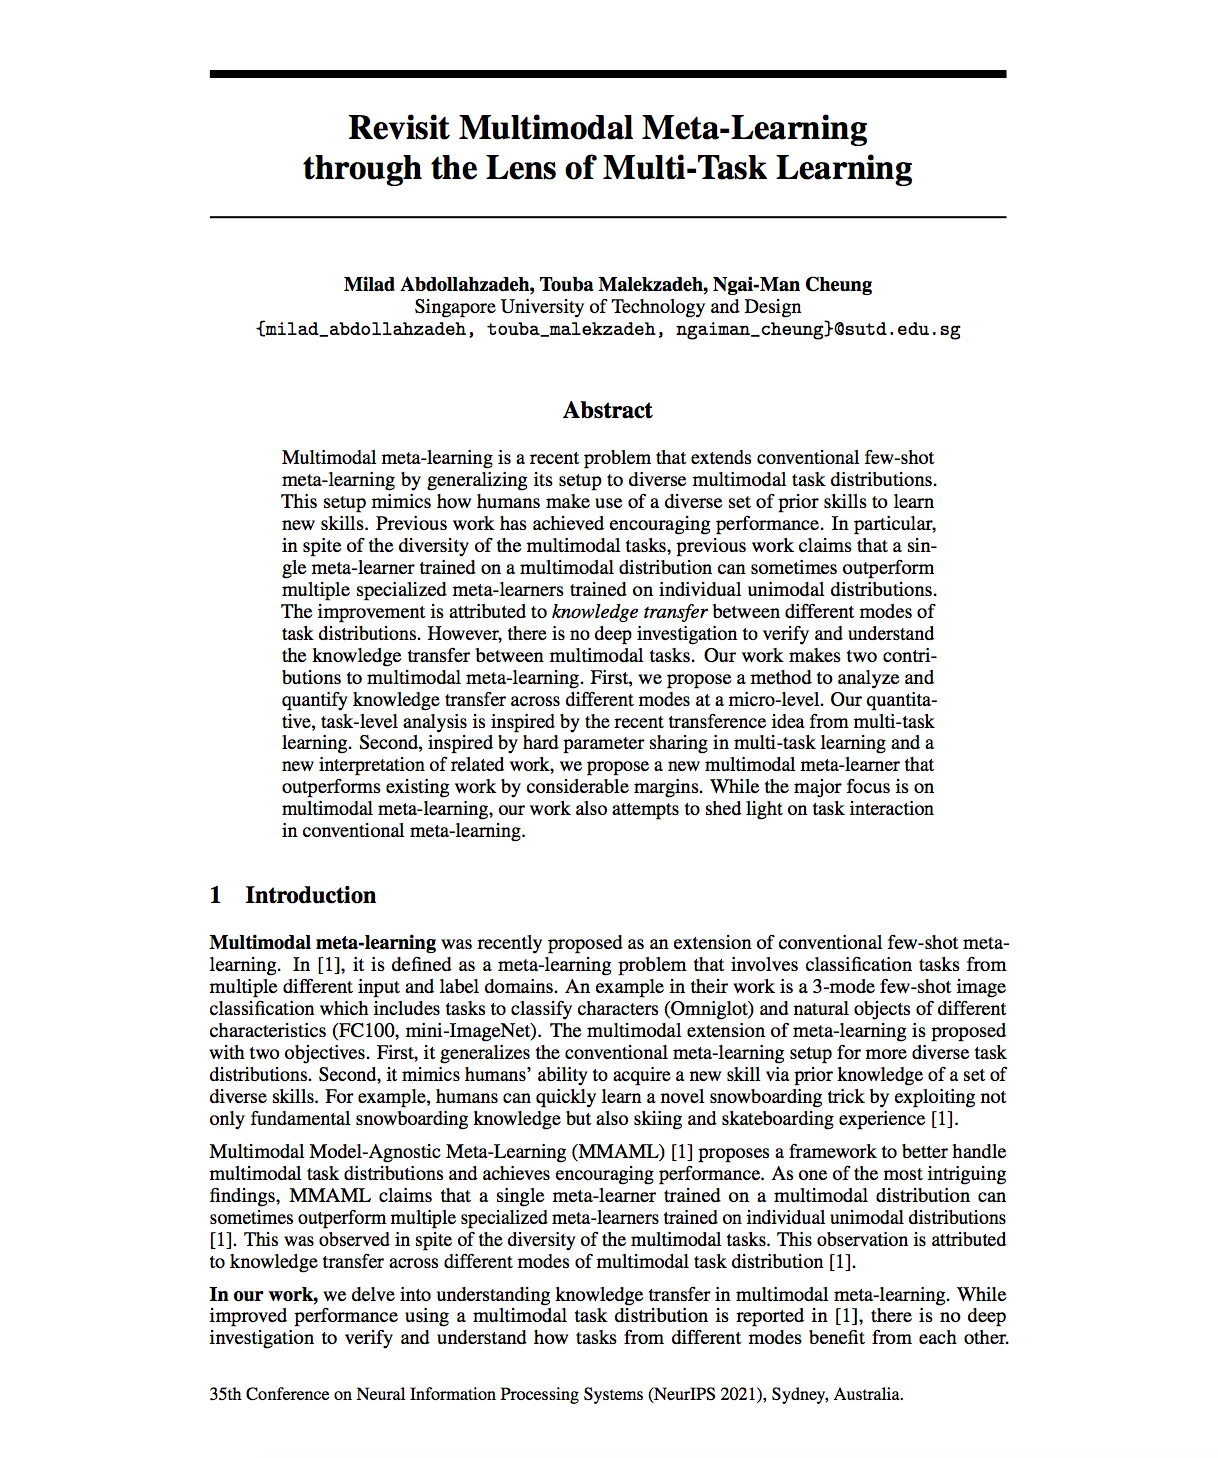 Revisit Multimodal Meta-Learning
through the Lens of Multi-Task Learning
Milad Abdollahzadeh, Touba Malekzadeh, Ngai-Man Cheung
Singapore University of Technology and Design
{milad_abdollahzadeh, touba_malekzadeh, ngaiman_cheung}@sutd.edu.sg
Abstract
Multimodal meta-learning is a recent problem that extends conventional few-shot
meta-learning by generalizing its setup to diverse multimodal task distributions.
This setup mimics how humans make use of a diverse set of prior skills to learn
new skills. Previous work has achieved encouraging performance. In particular,
in spite of the diversity of the multimodal tasks, previous work claims that a sin-
gle meta-learner trained on a multimodal distribution can sometimes outperform
multiple specialized meta-learners trained on individual unimodal distributions.
The improvement is attributed to knowledge transfer between different modes of
task distributions. However, there is no deep investigation to verify and understand
the knowledge transfer between multimodal tasks. Our work makes two contri-
butions to multimodal meta-learning. First, we propose a method to analyze and
quantify knowledge transfer across different modes at a micro-level. Our quantita-
tive, task-level analysis is inspired by the recent transference idea from multi-task
learning. Second, inspired by hard parameter sharing in multi-task learning and a
new interpretation of related work, we propose a new multimodal meta-learner that
outperforms existing work by considerable margins. While the major focus is on
multimodal meta-learning, our work also attempts to shed light on task interaction
in conventional meta-learning.
1 Introduction
Multimodal meta-learning was recently proposed as an extension of conventional few-shot meta-
learning. In [1], it is defined as a meta-learning problem that involves classification tasks from
multiple different input and label domains. An example in their work is a 3-mode few-shot image
classification which includes tasks to classify characters (Omniglot) and natural objects of different
characteristics (FC100, mini-ImageNet). The multimodal extension of meta-learning is proposed
with two objectives. First, it generalizes the conventional meta-learning setup for more diverse task
distributions. Second, it mimics humans’ ability to acquire a new skill via prior knowledge of a set of
diverse skills. For example, humans can quickly learn a novel snowboarding trick by exploiting not
only fundamental snowboarding knowledge but also skiing and skateboarding experience [1].
Multimodal Model-Agnostic Meta-Learning (MMAML) [1] proposes a framework to better handle
multimodal task distributions and achieves encouraging performance. As one of the most intriguing
findings, MMAML claims that a single meta-learner trained on a multimodal distribution can
sometimes outperform multiple specialized meta-learners trained on individual unimodal distributions
[1]. This was observed in spite of the diversity of the multimodal tasks. This observation is attributed
to knowledge transfer across different modes of multimodal task distribution [1].
In our work, we delve into understanding knowledge transfer in multimodal meta-learning. While
improved performance using a multimodal task distribution is reported in [1], there is no deep
investigation to verify and understand how tasks from different modes benefit from each other.
35th Conference on Neural Information Processing Systems (NeurIPS 2021), Sydney, Australia.